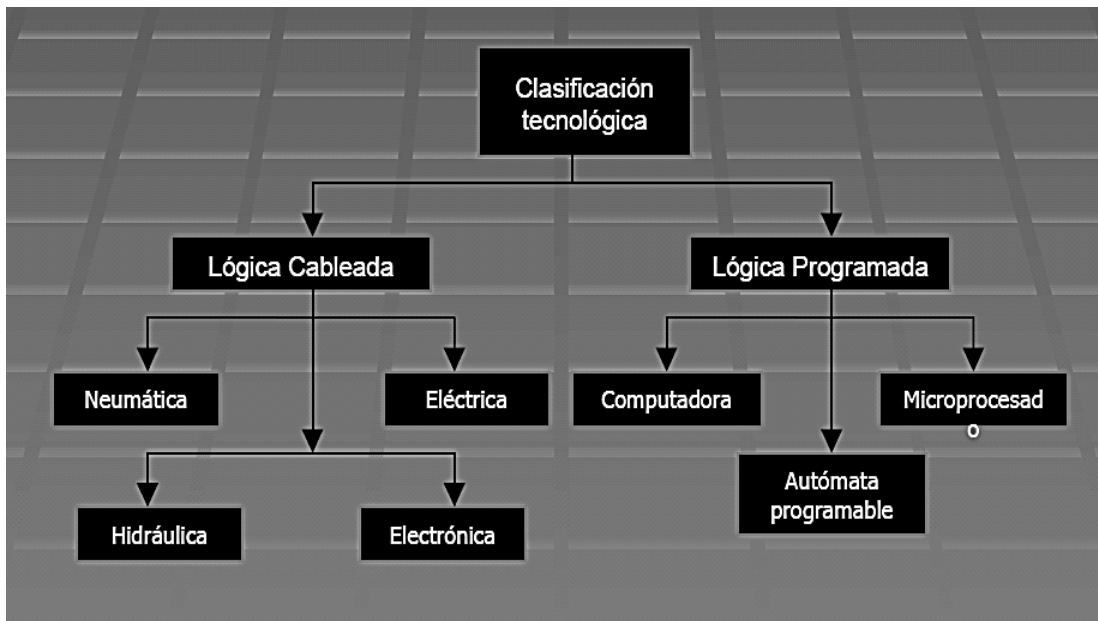 Clasificación
tecnológica
Lógica Cableada
Lógica Programada
Neumática
Eléctrica
Computadora
Microprocesad
o
Autómata
programable
Hidráulica
Electrónica